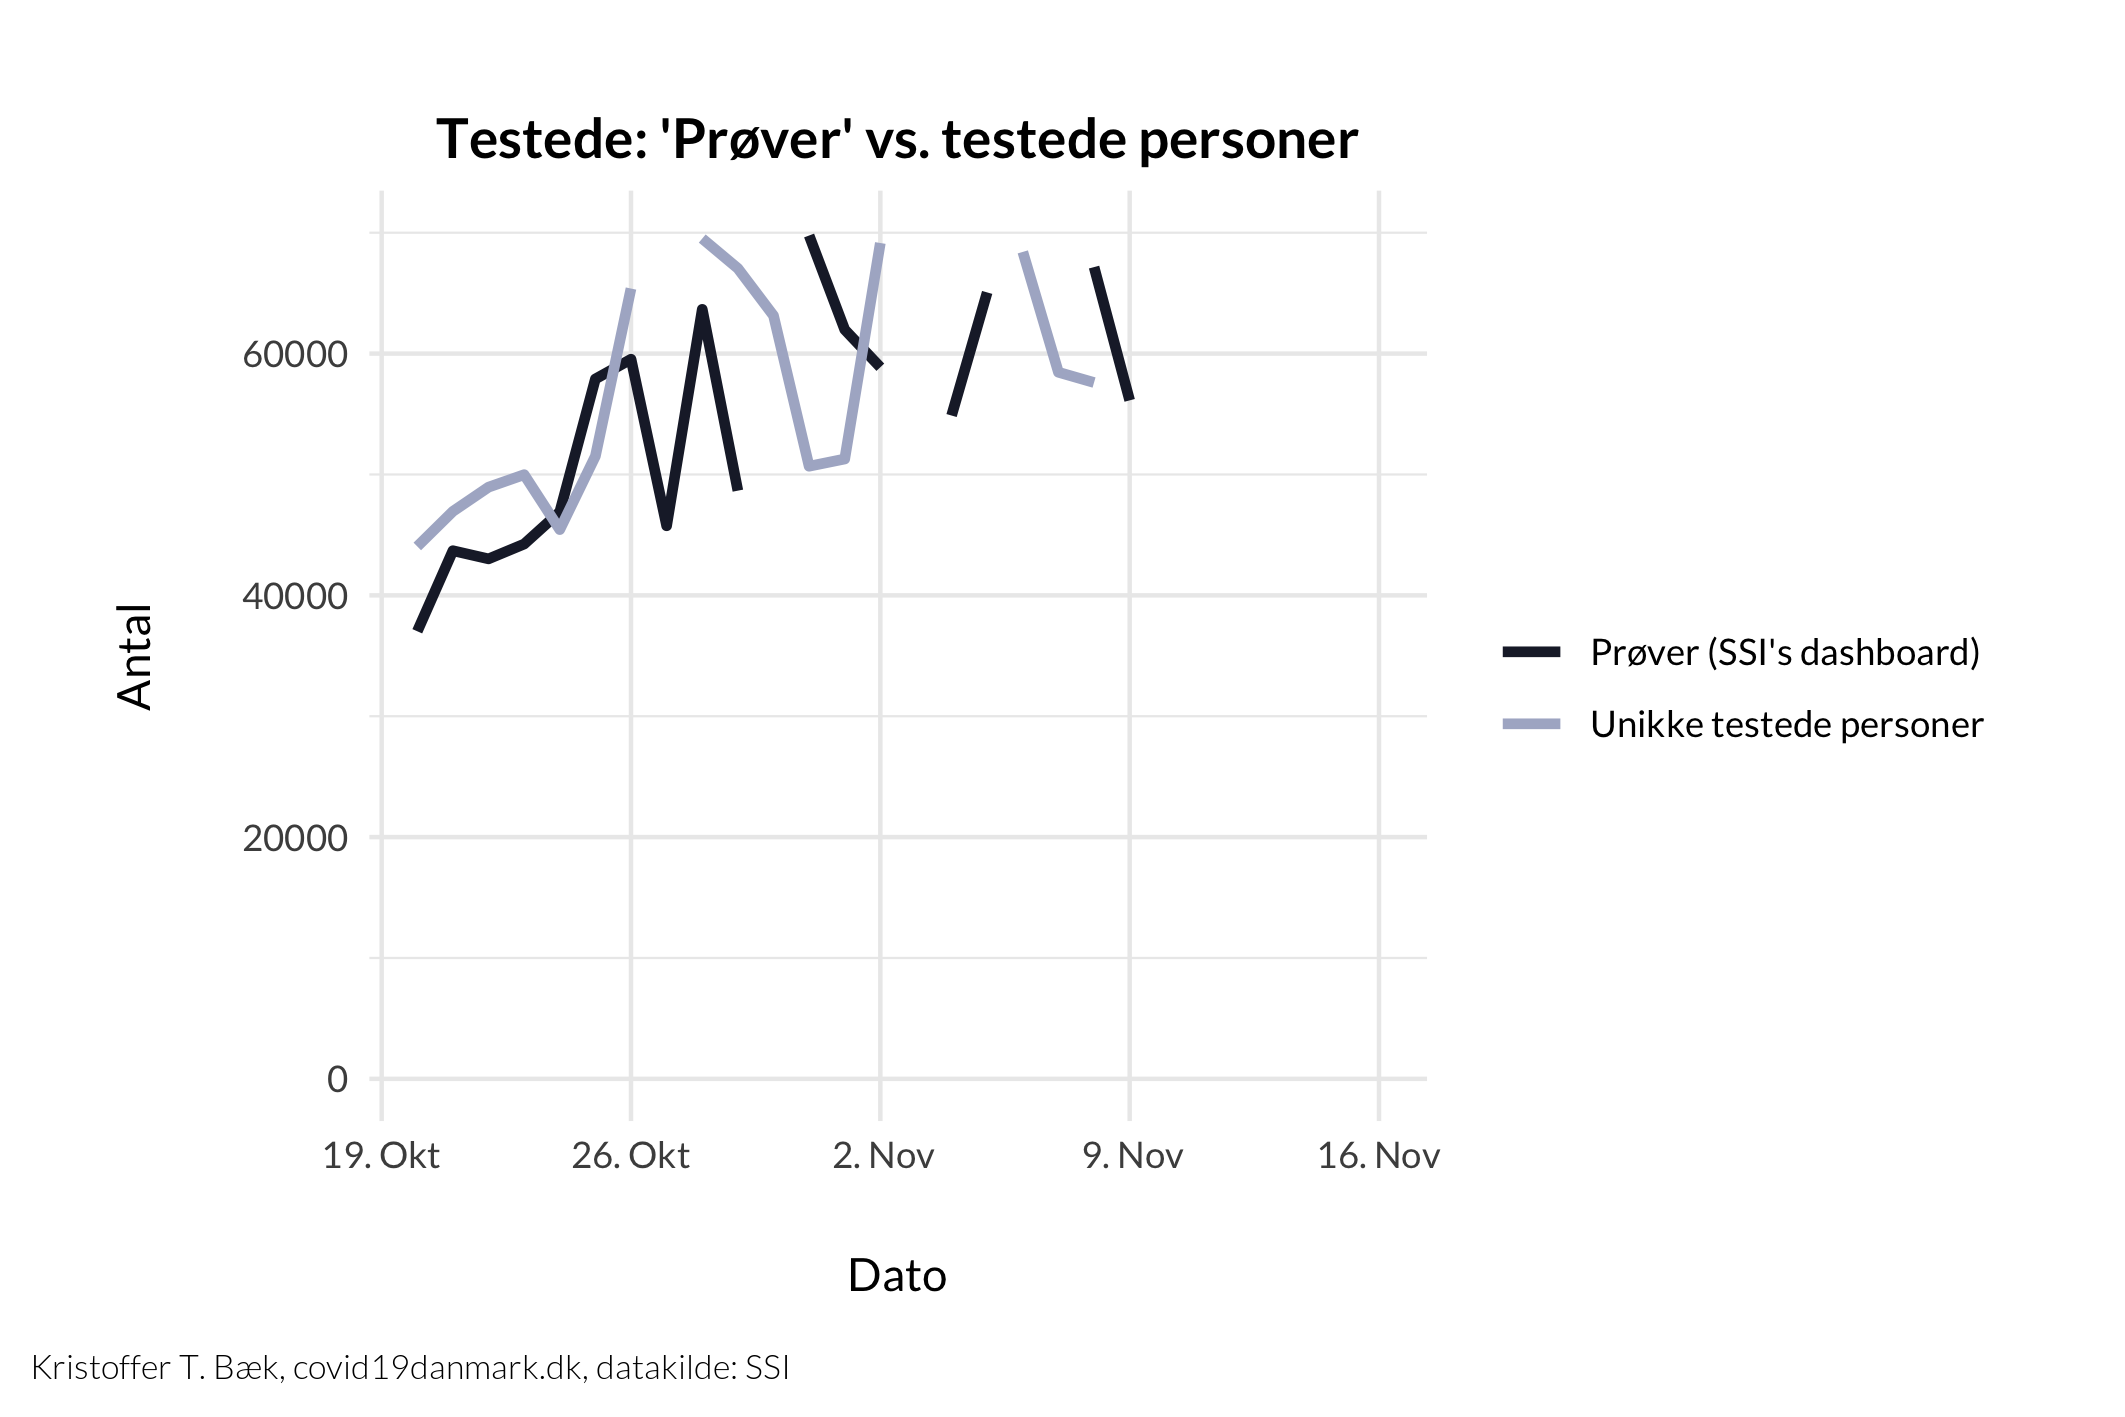 Testede: 'Prøver' vs. testede personer
Antal
60000
40000
20000
0
19. Okt
26. Okt
2. Nov
9. Nov
16. Nov
Dato
Prøver (SSI's dashboard)
Unikke testede personer
Kristoffer T. Bæk, covid19danmark.dk, datakilde: SSI